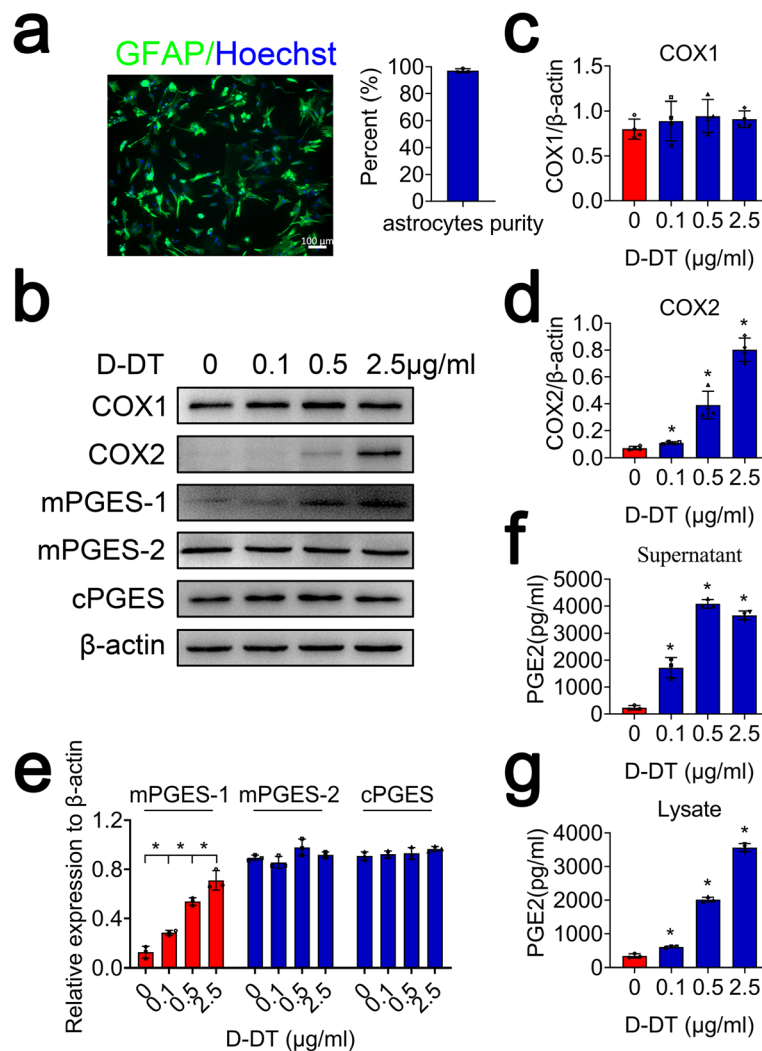 a
GFAP/Hoechst
100 μm
Percent (%)
100
80
60
40
20
0
astrocytes purity
b
D-DT 0 0.1 0.5 2.5μg/ml
COX1
COX2
mPGES-1
mPGES-2
cPGES
β-actin
c
COX1
COX1/β-actin
1.5
1.0
0.5
0.0
0 0.1 0.5 2.5
D-DT (μg/ml)
d
COX2
COX2/β-actin
1.0
0.8
0.6
0.4
0.2
0.0
* * *
0 0.1 0.5 2.5
D-DT (μg/ml)
e
Relative expression to β-actin
mPGES-1 mPGES-2 cPGES
1.2
0.8
0.4
0.0
* * *
0 0.1 0.5 2.5 0 0.1 0.5 2.5 0 0.1 0.5 2.5
D-DT (μg/ml)
f
Supernatant
PGE2(pg/ml)
5000
4000
3000
2000
1000
0
* * *
0 0.1 0.5 2.5
D-DT (μg/ml)
g
Lysate
PGE2(pg/ml)
4000
3000
2000
1000
0
* * *
0 0.1 0.5 2.5
D-DT (μg/ml)